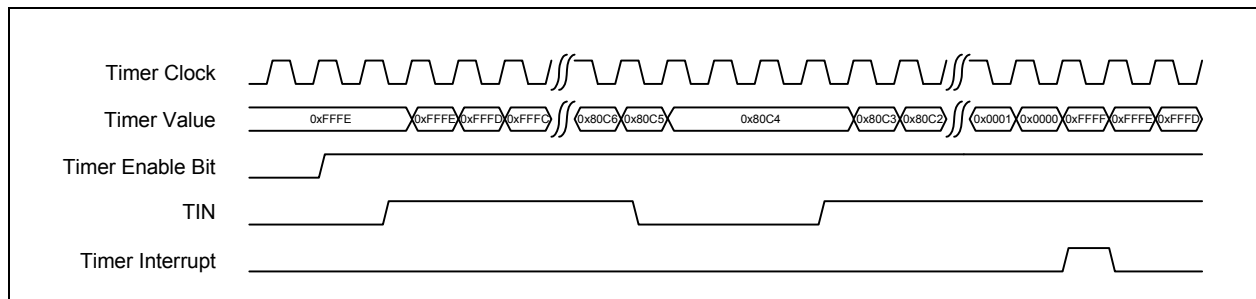 Timer Clock
Timer Value 0xFFFE 0xFFFE 0xFFFD 0xFFFC 0x80C6 0x80C5 0x80C4 0x80C3 0x80C2 0x0001 0x0000 0xFFFF 0xFFFE 0xFFFD
Timer Enable Bit
TIN
Timer Interrupt